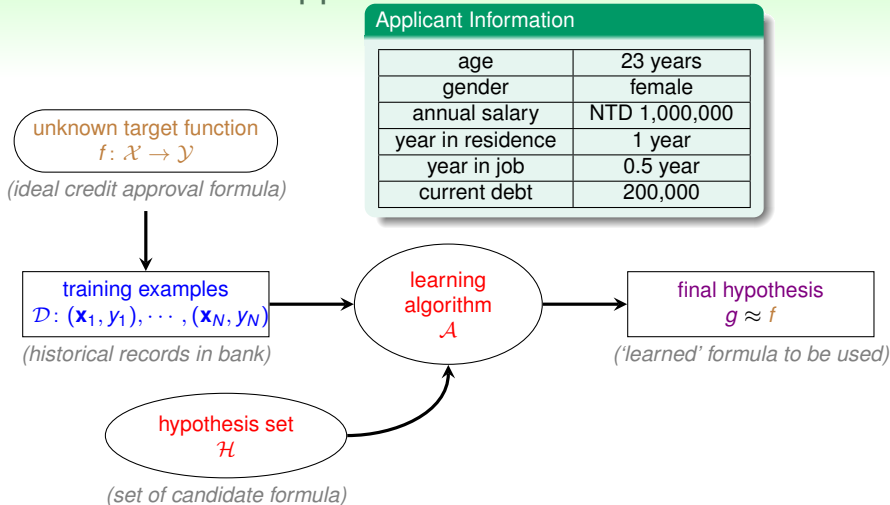 Applicant Information
age 23 years
gender female
annual salary NTD 1,000,000
year in residence 1 year
year in job 0.5 year
current debt 200,000
unknown target function
f: 𝒳 → 𝒴
(ideal credit approval formula)
training examples
𝒟: (𝐱₁, y₁), ⋯ , (𝐱_N, y_N)
(historical records in bank)
learning
algorithm
𝒜
final hypothesis
g ≈ f
(‘learned’ formula to be used)
hypothesis set
ℋ
(set of candidate formula)